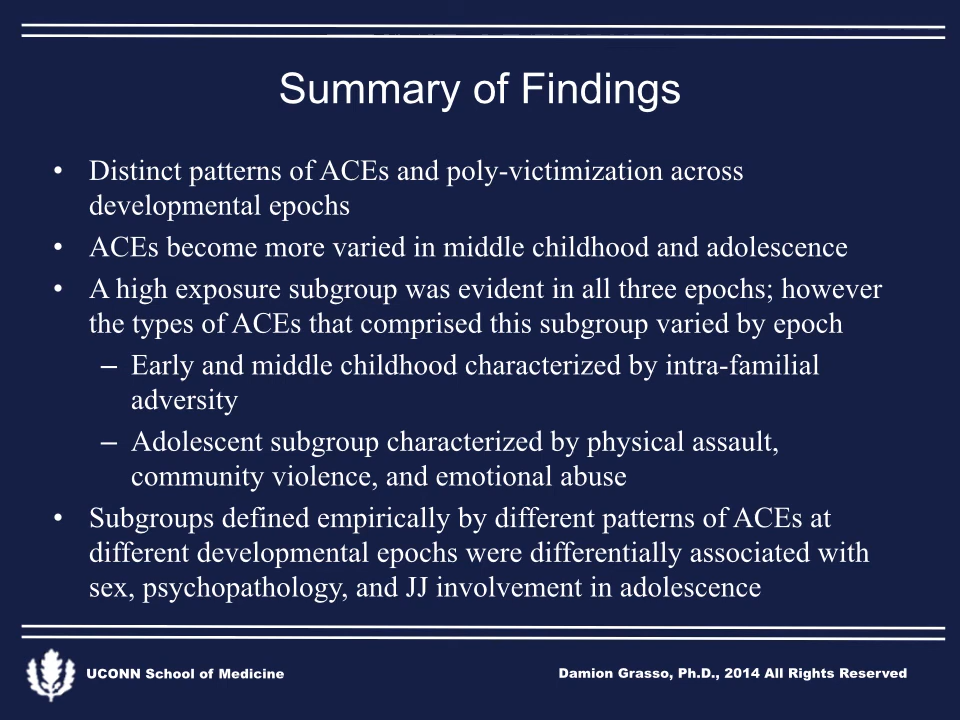 Summary of Findings
• Distinct patterns of ACEs and poly-victimization across
developmental epochs
• ACEs become more varied in middle childhood and adolescence
• A high exposure subgroup was evident in all three epochs; however
the types of ACEs that comprised this subgroup varied by epoch
– Early and middle childhood characterized by intra-familial
adversity
– Adolescent subgroup characterized by physical assault,
community violence, and emotional abuse
• Subgroups defined empirically by different patterns of ACEs at
different developmental epochs were differentially associated with
sex, psychopathology, and JJ involvement in adolescence
UCONN School of Medicine
Damion Grasso, Ph.D., 2014 All Rights Reserved